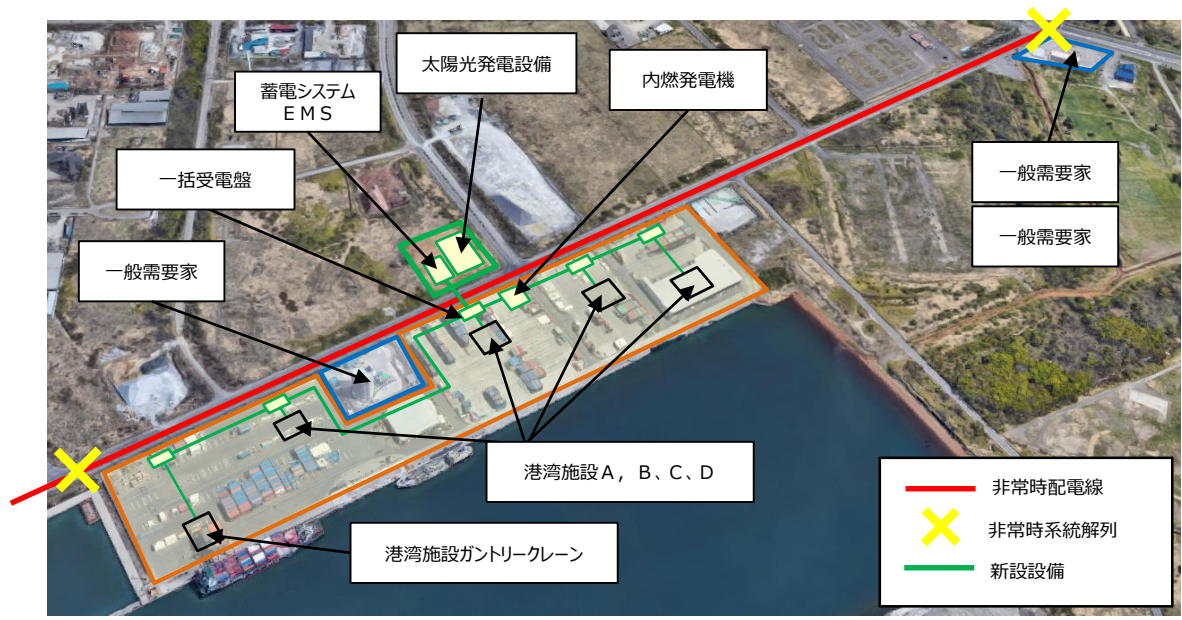 太陽光発電設備
蓄電システム
ＥＭＳ
内燃発電機
一括受電盤
一般需要家
一般需要家
一般需要家
港湾施設Ａ，Ｂ、Ｃ、Ｄ
港湾施設ガントリークレーン
非常時配電線
非常時系統解列
新設設備